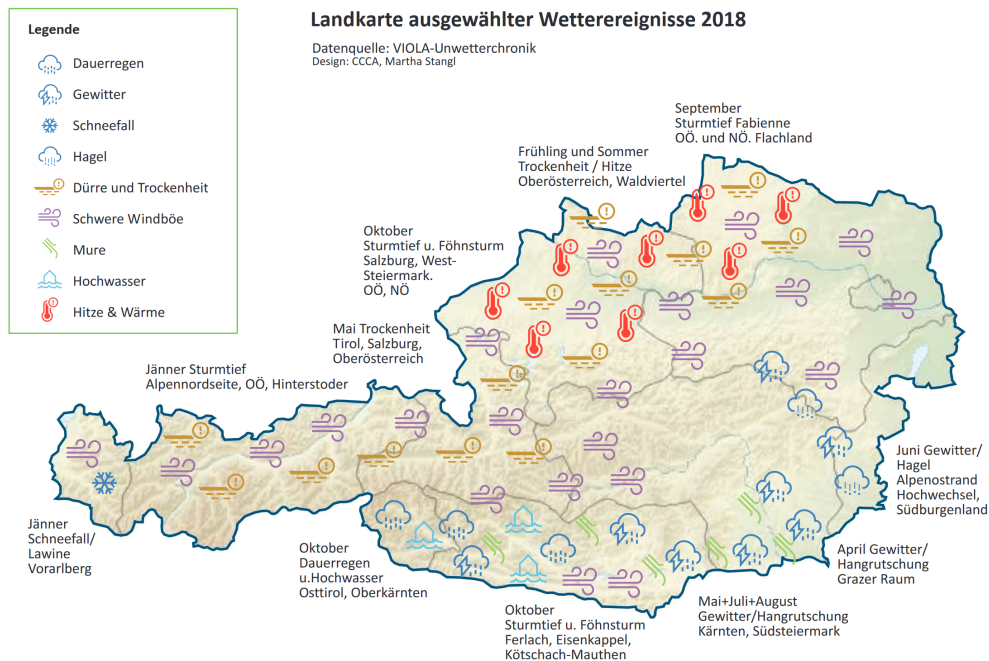 Landkarte ausgewählter Wetterereignisse 2018
Datenquelle: VIOLA-Unwetterchronik
Design: CCCA, Martha Stangl
Legende
Dauerregen
Gewitter
Schneefall
Hagel
Dürre und Trockenheit
Schwere Windböe
Mure
Hochwasser
Hitze & Wärme
September
Sturmtief Fabienne
OÖ. und NÖ. Flachland
Frühling und Sommer
Trockenheit / Hitze
Oberösterreich, Waldviertel
Oktober
Sturmtief u. Föhnsturm
Salzburg, West-
Steiermark.
OÖ, NÖ
Mai Trockenheit
Tirol, Salzburg,
Oberösterreich
Jänner Sturmtief
Alpennordseite, OÖ, Hinterstoder
Jänner
Schneefall/
Lawine
Vorarlberg
Oktober
Dauerregen
u.Hochwasser
Osttirol, Oberkärnten
Oktober
Sturmtief u. Föhnsturm
Ferlach, Eisenkappel,
Kötschach-Mauthen
Mai+Juli+August
Gewitter/Hangrutschung
Kärnten, Südsteiermark
April Gewitter/
Hangrutschung
Grazer Raum
Juni Gewitter/
Hagel
Alpenostrand
Hochwechsel,
Südburgenland